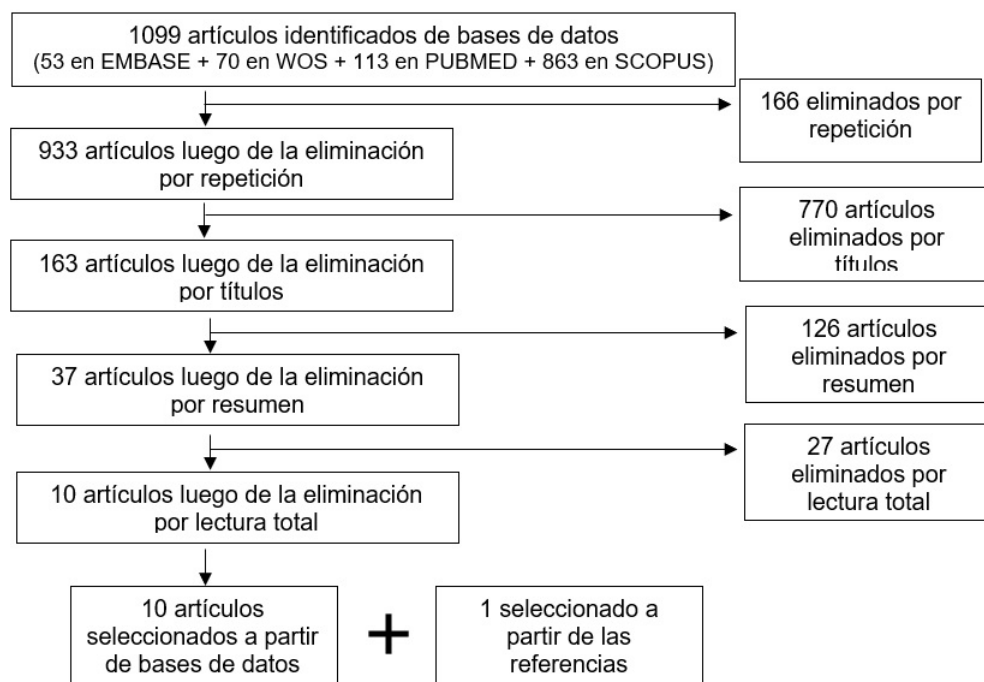 1099 artículos identificados de bases de datos
(53 en EMBASE + 70 en WOS + 113 en PUBMED + 863 en SCOPUS)
166 eliminados por
repetición
933 artículos luego de la eliminación
por repetición
770 artículos
eliminados por
títulos
163 artículos luego de la eliminación
por títulos
126 artículos
eliminados por
resumen
37 artículos luego de la eliminación
por resumen
27 artículos
eliminados por
lectura total
10 artículos luego de la eliminación
por lectura total
10 artículos
seleccionados a partir
de bases de datos
+
1 seleccionado a
partir de las
referencias